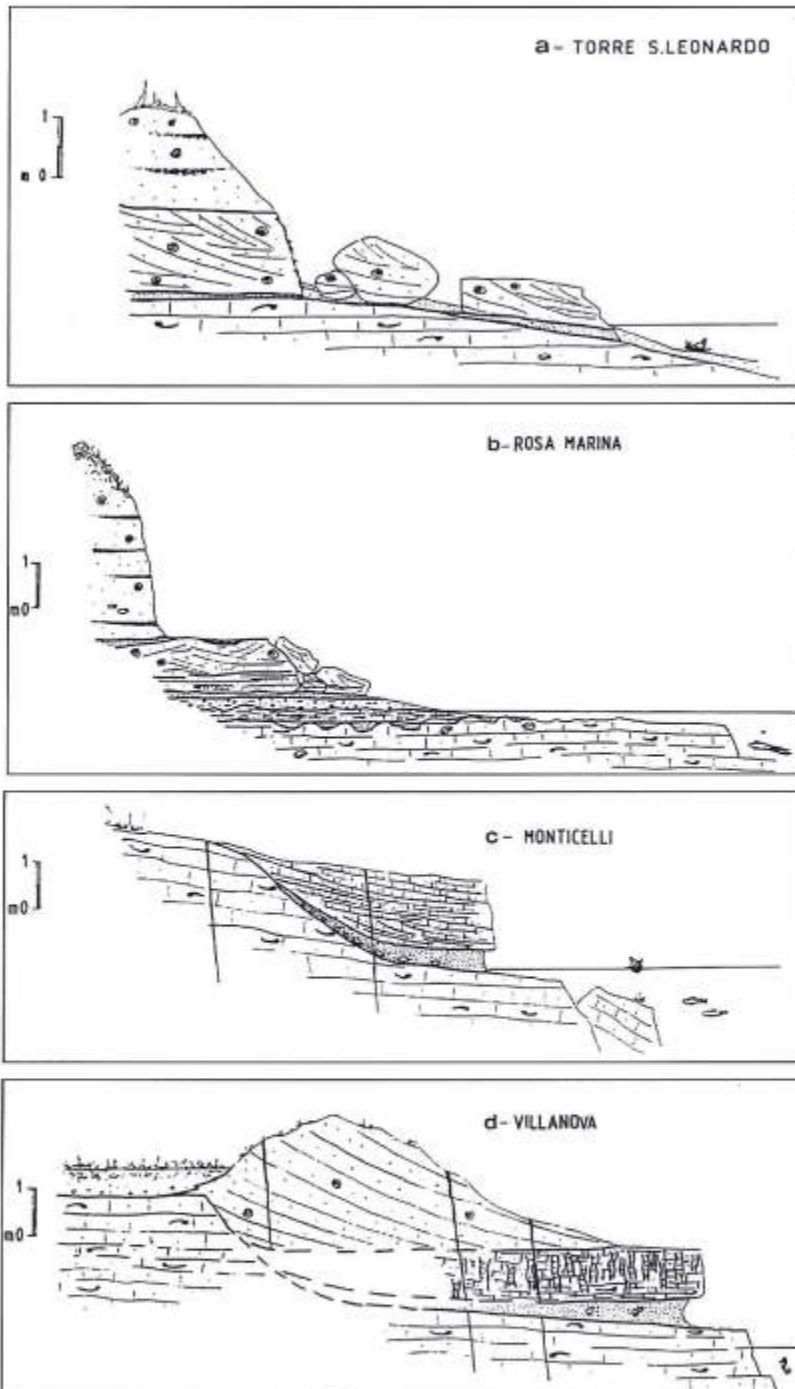 a- TORRE S.LEONARDO
1
m 0
b- ROSA MARINA
1
m0
c- MONTICELLI
1
m0
d- VILLANOVA
1
m0